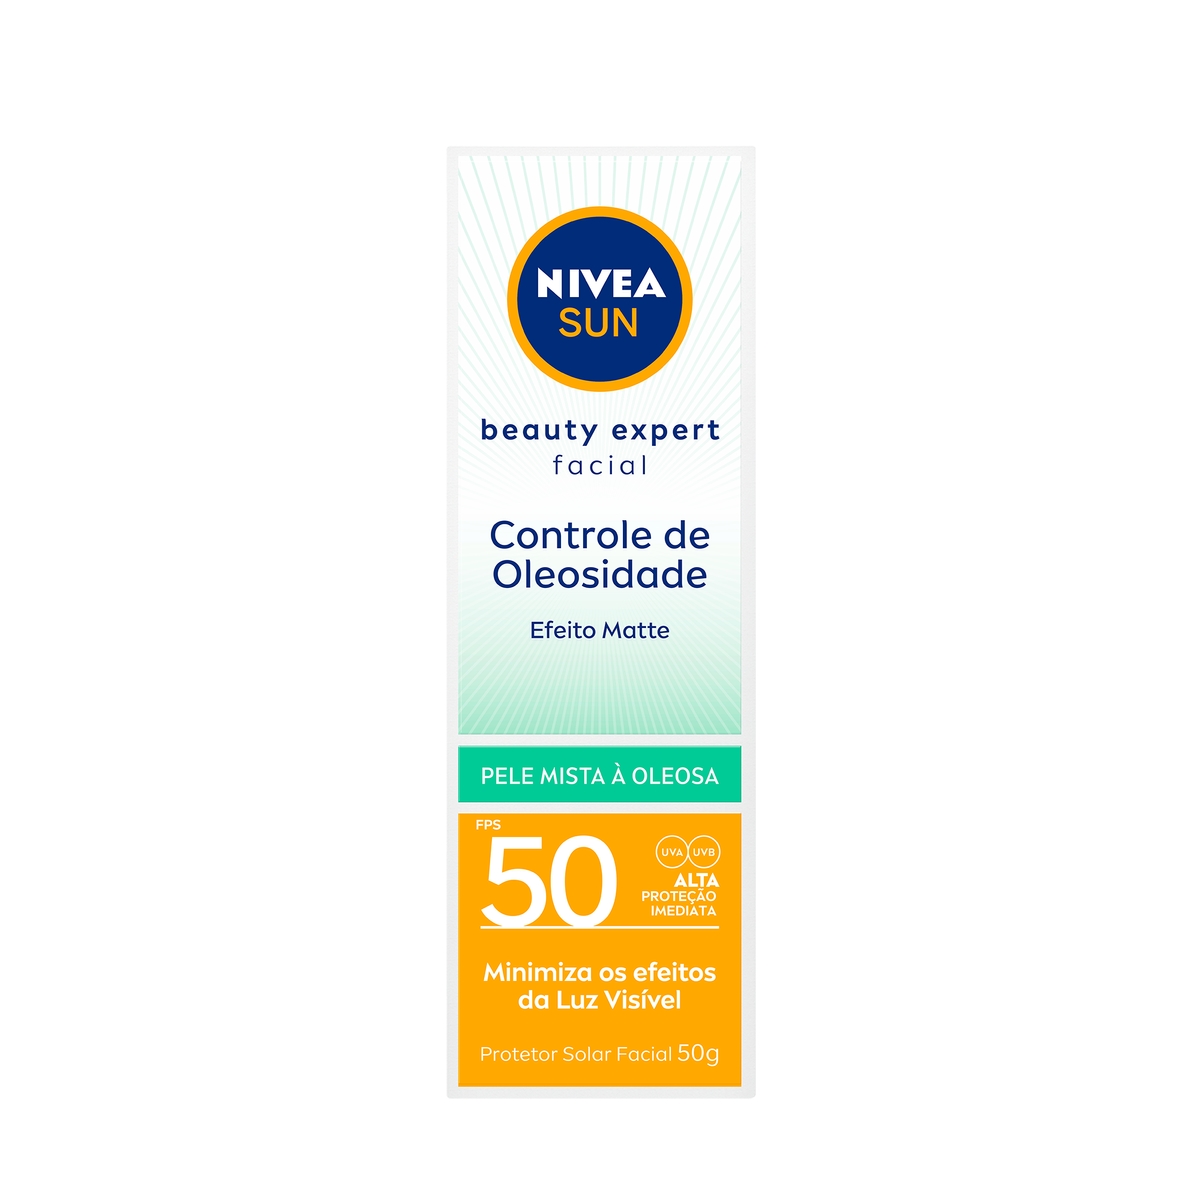 NIVEA
SUN
beauty expert
facial
Controle de
Oleosidade
Efeito Matte
PELE MISTA À OLEOSA
FPS
50
UVA UVB
ALTA
PROTEÇÃO
IMEDIATA
Minimiza os efeitos
da Luz Visível
Protetor Solar Facial 50g